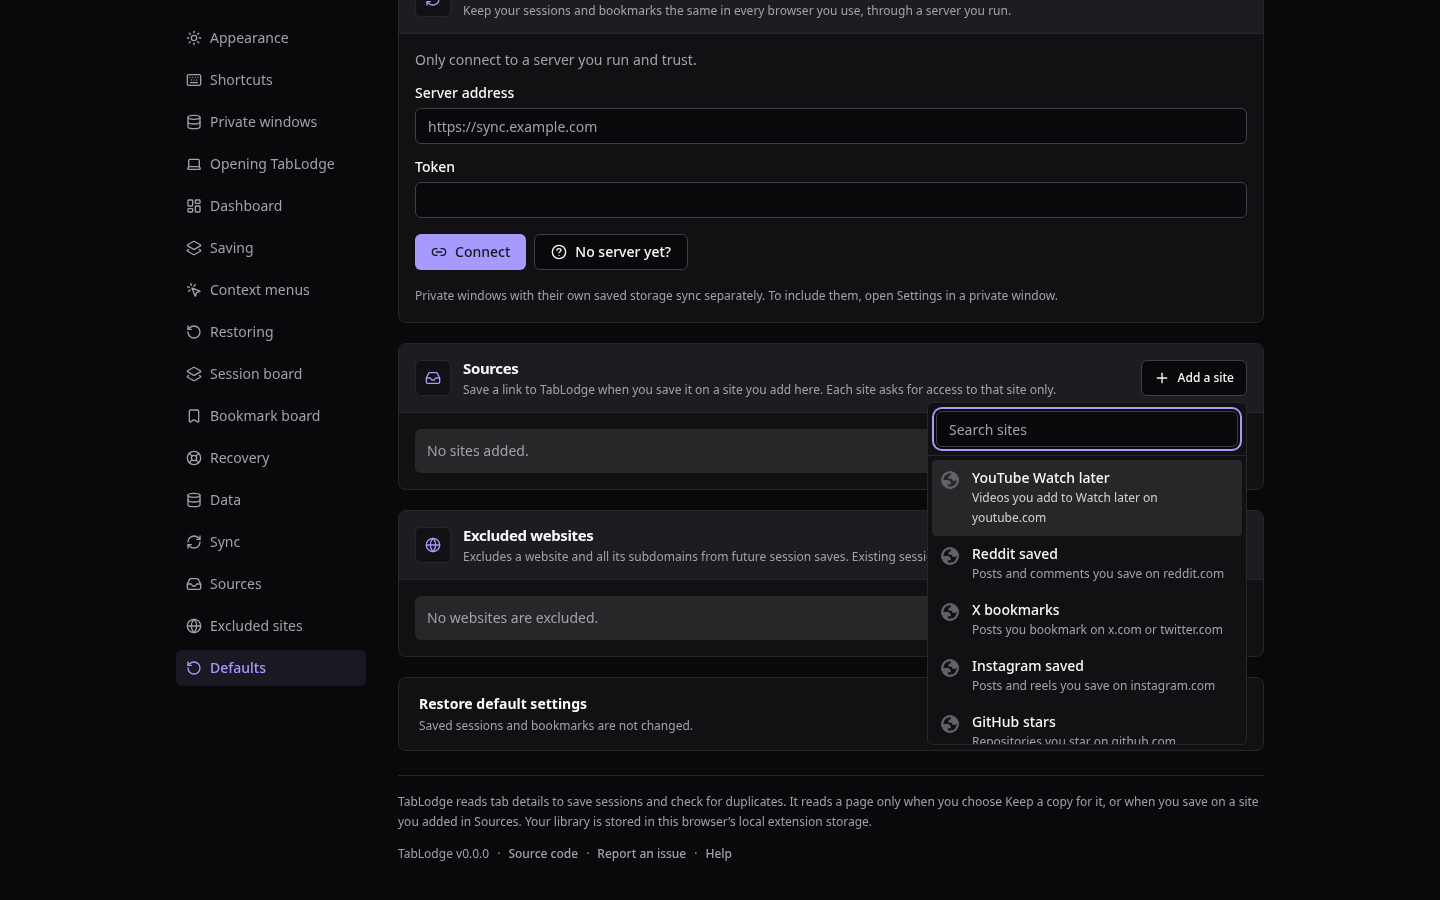 Keep your sessions and bookmarks the same in every browser you use, through a server you run.
Appearance
Shortcuts
Private windows
Opening TabLodge
Dashboard
Saving
Context menus
Restoring
Session board
Bookmark board
Recovery
Data
Sync
Sources
Excluded sites
Defaults
Only connect to a server you run and trust.
Server address
https://sync.example.com
Token
Connect
No server yet?
Private windows with their own saved storage sync separately. To include them, open Settings in a private window.
Sources
Save a link to TabLodge when you save it on a site you add here. Each site asks for access to that site only.
Add a site
No sites added.
Search sites
YouTube Watch later
Videos you add to Watch later on
youtube.com
Reddit saved
Posts and comments you save on reddit.com
X bookmarks
Posts you bookmark on x.com or twitter.com
Instagram saved
Posts and reels you save on instagram.com
GitHub stars
Repositories you star on github.com
Excluded websites
Excludes a website and all its subdomains from future session saves. Existing sessi
No websites are excluded.
Restore default settings
Saved sessions and bookmarks are not changed.
TabLodge reads tab details to save sessions and check for duplicates. It reads a page only when you choose Keep a copy for it, or when you save on a site
you added in Sources. Your library is stored in this browser’s local extension storage.
TabLodge v0.0.0 · Source code · Report an issue · Help